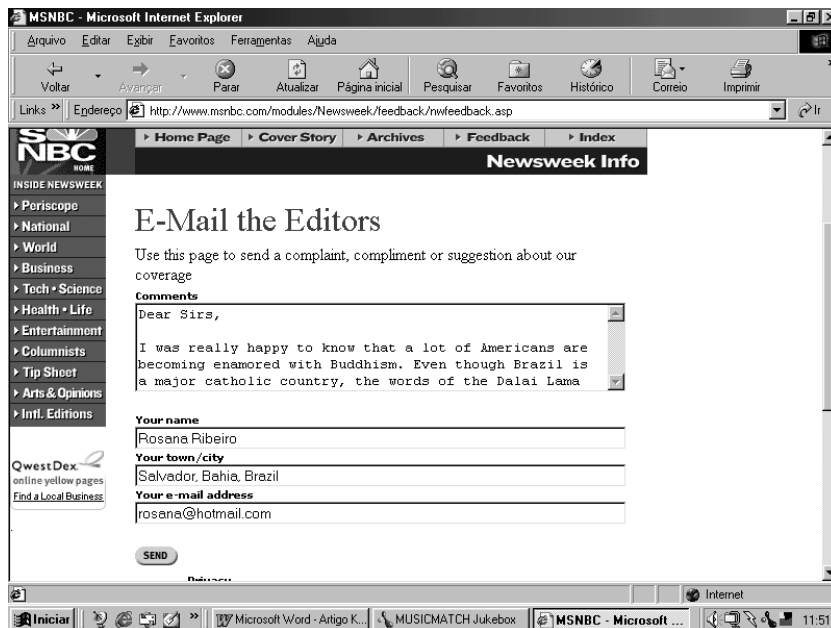 MSNBC - Microsoft Internet Explorer
Arquivo Editar Exibir Favoritos Ferramentas Ajuda
Voltar Avançar Parar Atualizar Página inicial Pesquisar Favoritos Histórico Correio Imprimir
Links » Endereço http://www.msnbc.com/modules/Newsweek/feedback/nwfeedback.asp Ir
NBC
HOME
Home Page Cover Story Archives Feedback Index
Newsweek Info
INSIDE NEWSWEEK
Periscope
National
World
Business
Tech • Science
Health • Life
Entertainment
Columnists
Tip Sheet
Arts & Opinions
Intl. Editions
QwestDex
online yellow pages
Find a Local Business
E-Mail the Editors
Use this page to send a complaint, compliment or suggestion about our
coverage
Comments
Dear Sirs,
I was really happy to know that a lot of Americans are
becoming enamored with Buddhism. Even though Brazil is
a major catholic country, the words of the Dalai Lama
Your name
Rosana Ribeiro
Your town/city
Salvador, Bahia, Brazil
Your e-mail address
rosana@hotmail.com
SEND
Privacy
Internet
Iniciar » Microsoft Word - Artigo K... MUSICMATCH Jukebox MSNBC - Microsoft ... 11:51